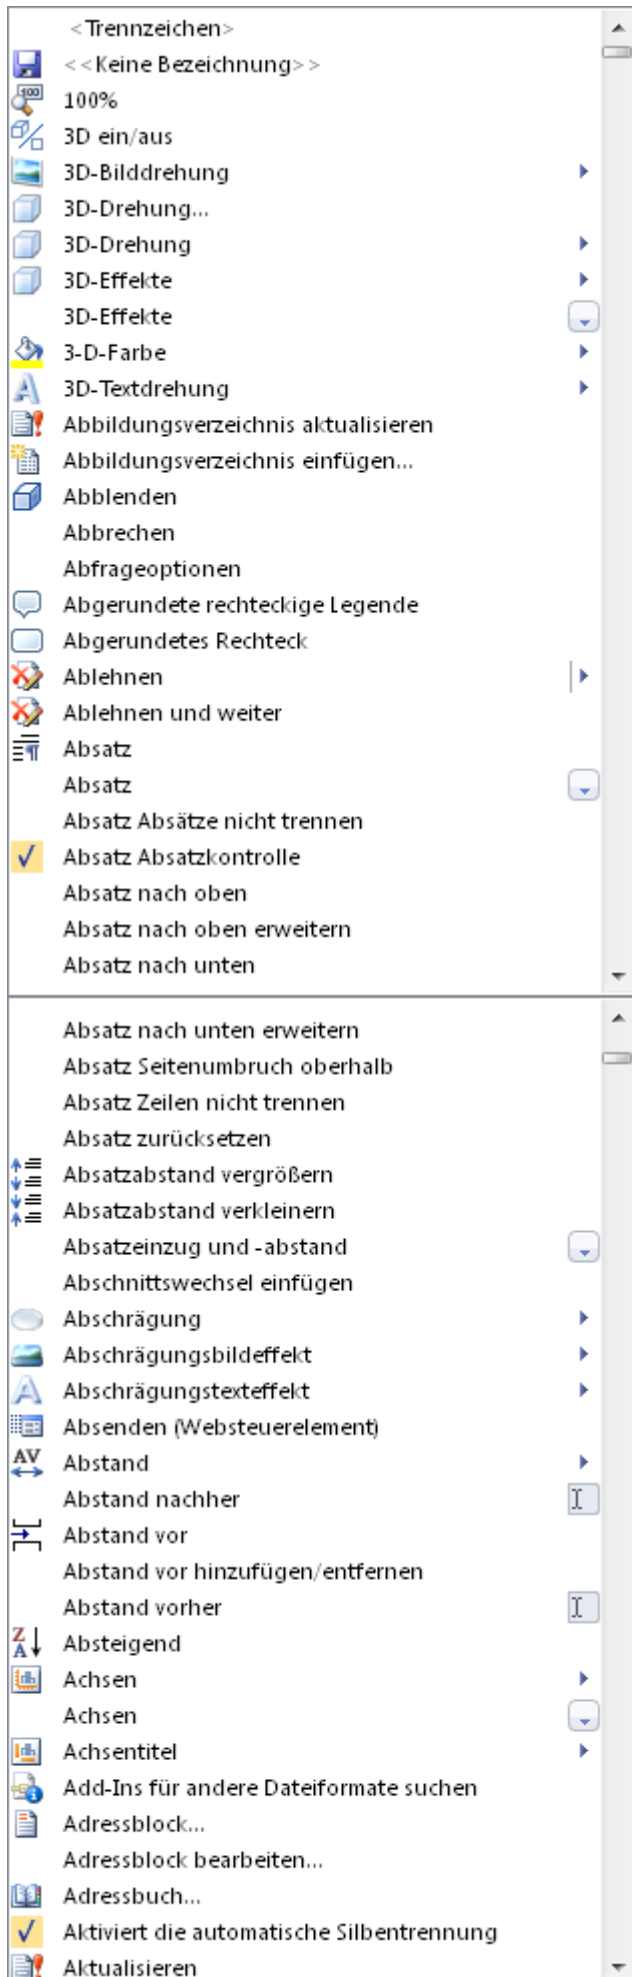 <Trennzeichen>
<<Keine Bezeichnung>>
100%
3D ein/aus
3D-Bilddrehung
3D-Drehung...
3D-Drehung
3D-Effekte
3D-Effekte
3-D-Farbe
3D-Textdrehung
Abbildungsverzeichnis aktualisieren
Abbildungsverzeichnis einfügen...
Abblenden
Abbrechen
Abfrageoptionen
Abgerundete rechteckige Legende
Abgerundetes Rechteck
Ablehnen
Ablehnen und weiter
Absatz
Absatz
Absatz Absätze nicht trennen
Absatz Absatzkontrolle
Absatz nach oben
Absatz nach oben erweitern
Absatz nach unten
Absatz nach unten erweitern
Absatz Seitenumbruch oberhalb
Absatz Zeilen nicht trennen
Absatz zurücksetzen
Absatzabstand vergrößern
Absatzabstand verkleinern
Absatzeinzug und -abstand
Abschnittswechsel einfügen
Abschrägung
Abschrägungsbildeffekt
Abschrägungstexteffekt
Absenden (Websteuerelement)
AV Abstand
Abstand nachher
Abstand vor
Abstand vor hinzufügen/entfernen
Abstand vorher
Absteigend
Achsen
Achsen
Achsentitel
Add-Ins für andere Dateiformate suchen
Adressblock...
Adressblock bearbeiten...
Adressbuch...
Aktiviert die automatische Silbentrennung
Aktualisieren